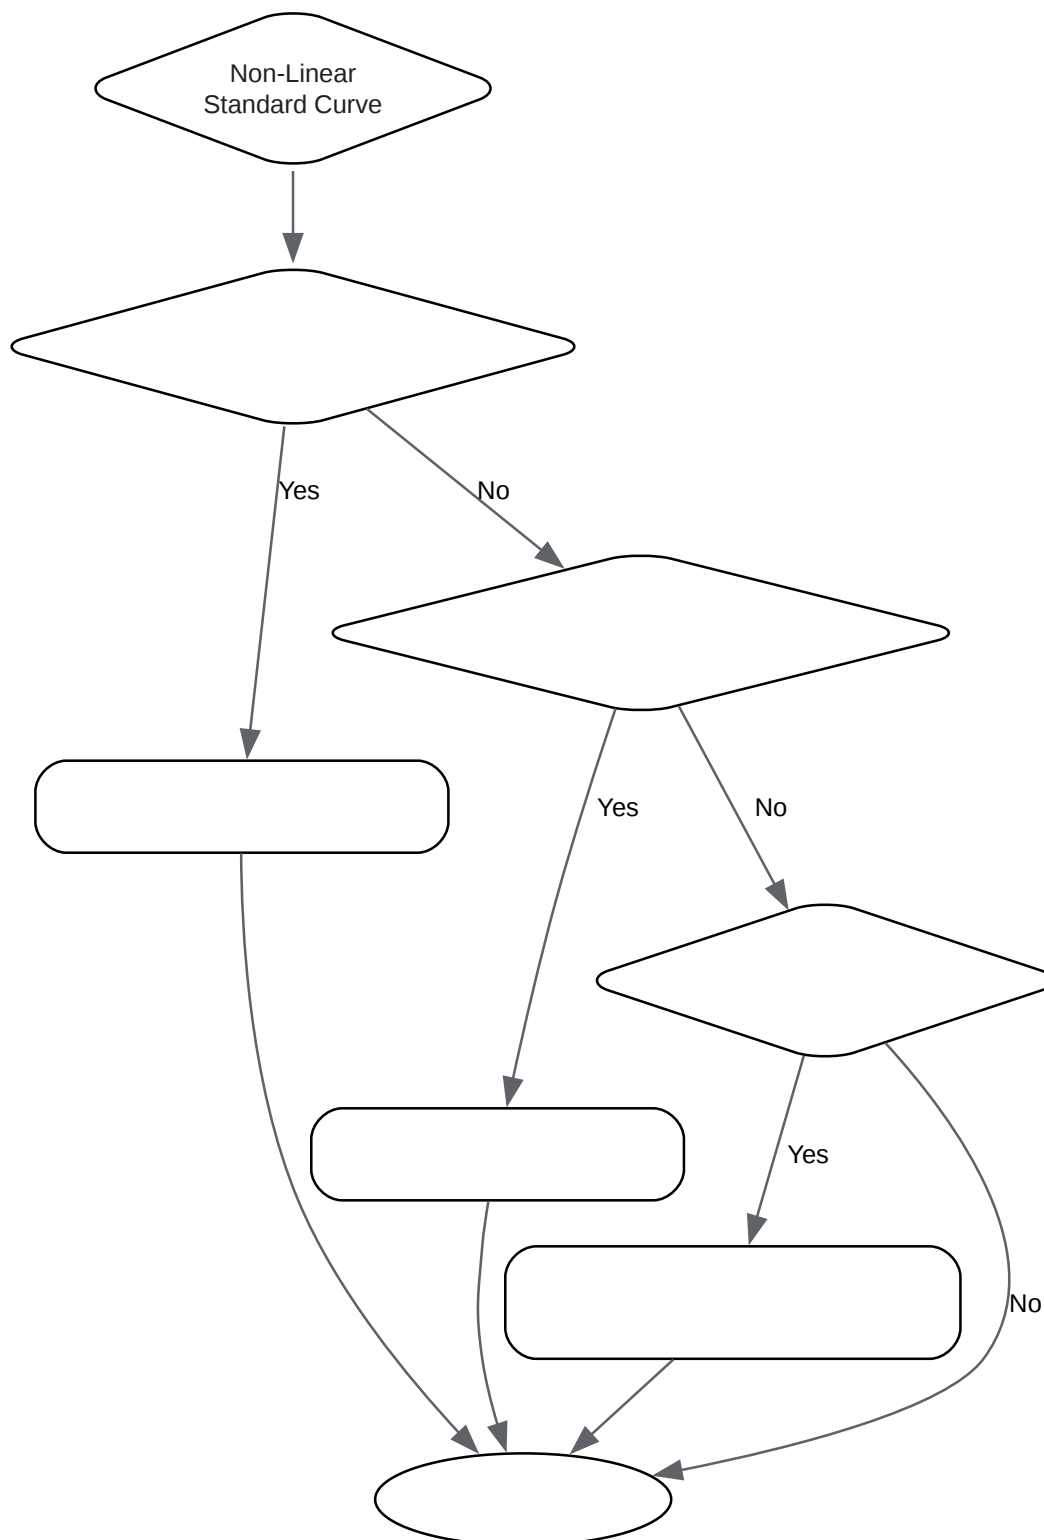 Non-Linear
Standard Curve
Yes
No
Yes
No
Yes
No